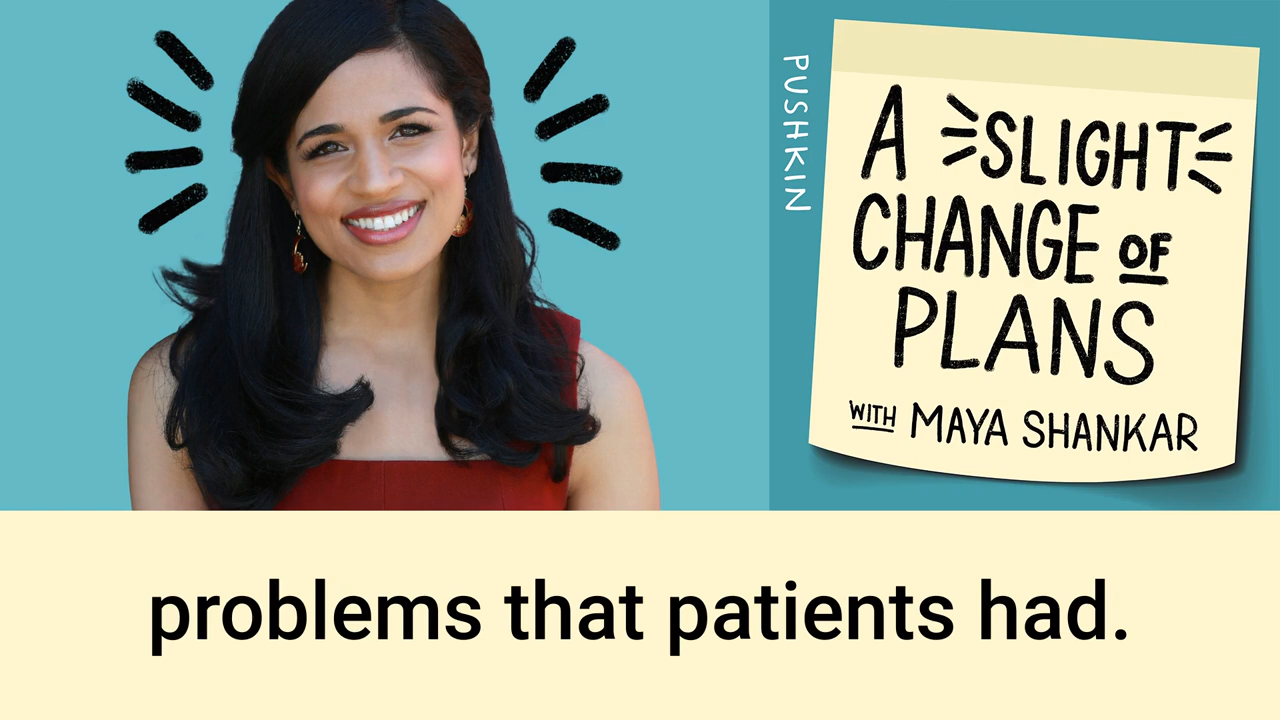 PUSHKIN
A SLIGHT
CHANGE OF
PLANS
WITH MAYA SHANKAR
problems that patients had.